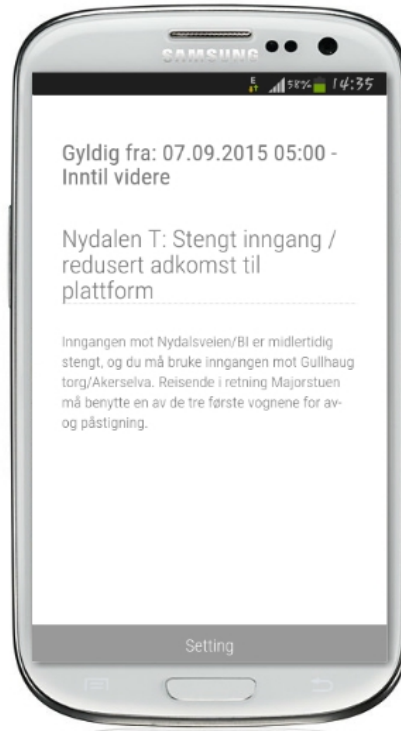 SAMSUNG
E 58% 14:35
Gyldig fra: 07.09.2015 05:00 -
Inntil videre
Nydalen T: Stengt inngang /
redusert adkomst til
plattform
Inngangen mot Nydalsveien/BI er midlertidig
stengt, og du må bruke inngangen mot Gullhaug
torg/Akerselva. Reisende i retning Majorstuen
må benytte en av de tre første vognene for av-
og påstigning.
Setting